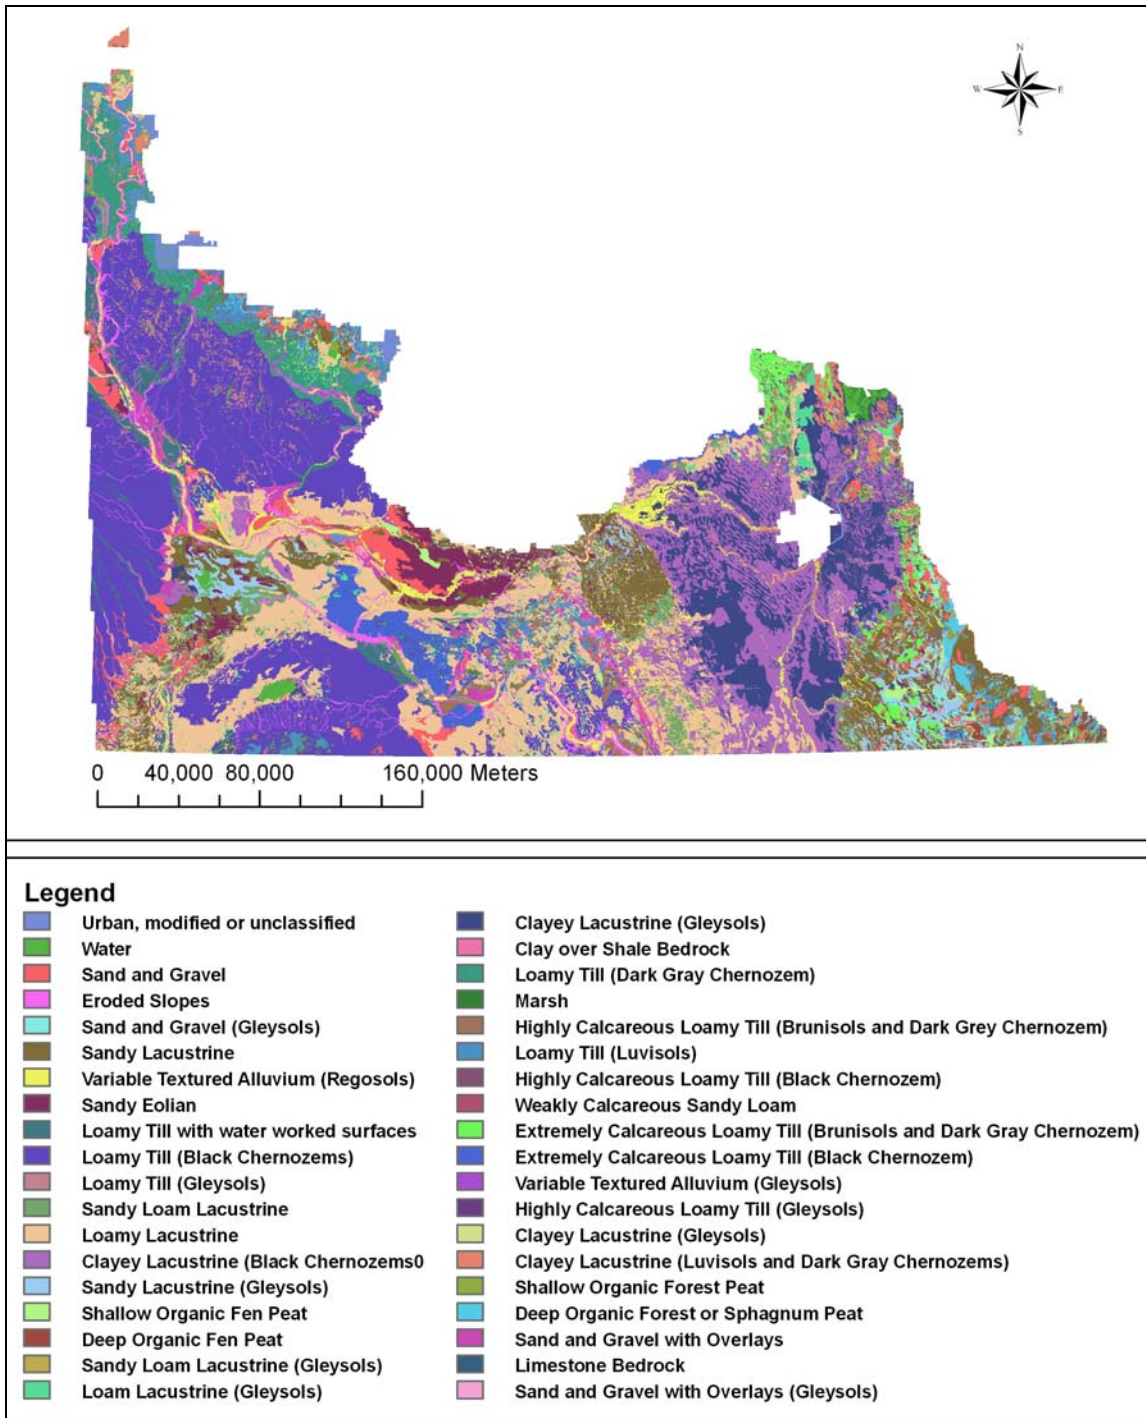 N
W E
S
0 40,000 80,000 160,000 Meters
Legend
Urban, modified or unclassified
Water
Sand and Gravel
Eroded Slopes
Sand and Gravel (Gleysols)
Sandy Lacustrine
Variable Textured Alluvium (Regosols)
Sandy Eolian
Loamy Till with water worked surfaces
Loamy Till (Black Chernozems)
Loamy Till (Gleysols)
Sandy Loam Lacustrine
Loamy Lacustrine
Clayey Lacustrine (Black Chernozems0
Sandy Lacustrine (Gleysols)
Shallow Organic Fen Peat
Deep Organic Fen Peat
Sandy Loam Lacustrine (Gleysols)
Loam Lacustrine (Gleysols)
Clayey Lacustrine (Gleysols)
Clay over Shale Bedrock
Loamy Till (Dark Gray Chernozem)
Marsh
Highly Calcareous Loamy Till (Brunisols and Dark Grey Chernozem)
Loamy Till (Luvisols)
Highly Calcareous Loamy Till (Black Chernozem)
Weakly Calcareous Sandy Loam
Extremely Calcareous Loamy Till (Brunisols and Dark Gray Chernozem)
Extremely Calcareous Loamy Till (Black Chernozem)
Variable Textured Alluvium (Gleysols)
Highly Calcareous Loamy Till (Gleysols)
Clayey Lacustrine (Gleysols)
Clayey Lacustrine (Luvisols and Dark Gray Chernozems)
Shallow Organic Forest Peat
Deep Organic Forest or Sphagnum Peat
Sand and Gravel with Overlays
Limestone Bedrock
Sand and Gravel with Overlays (Gleysols)